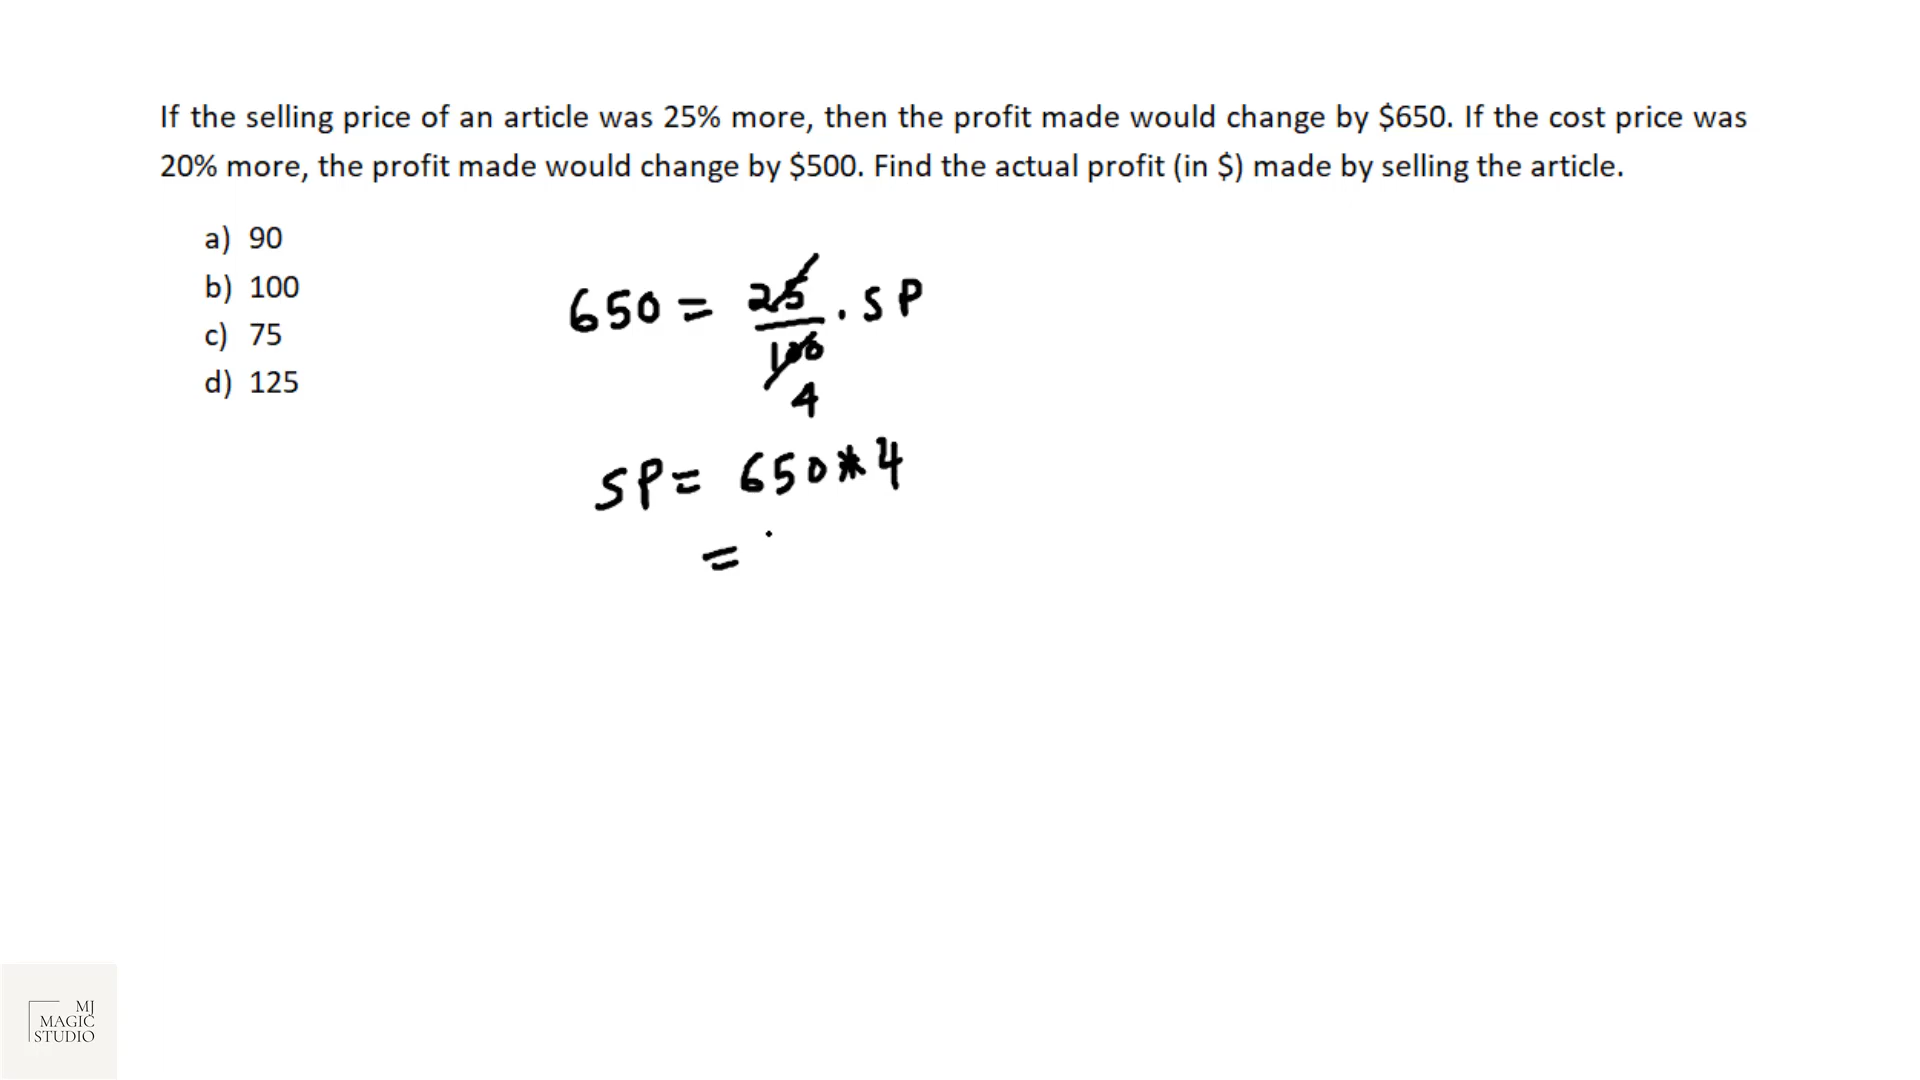 If the selling price of an article was 25% more, then the profit made would change by $650. If the cost price was
20% more, the profit made would change by $500. Find the actual profit (in $) made by selling the article.
a) 90
b) 100
c) 75
d) 125
650 = 25/100 . SP
4
SP = 650*4
=
MJ
MAGIC
STUDIO